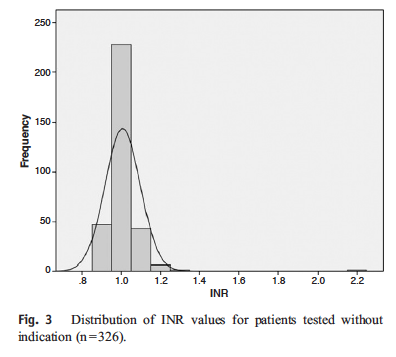 250
200
150
100
50
0
Frequency
.8 1.0 1.2 1.4 1.6 1.8 2.0 2.2
INR
Fig. 3 Distribution of INR values for patients tested without
indication (n=326).